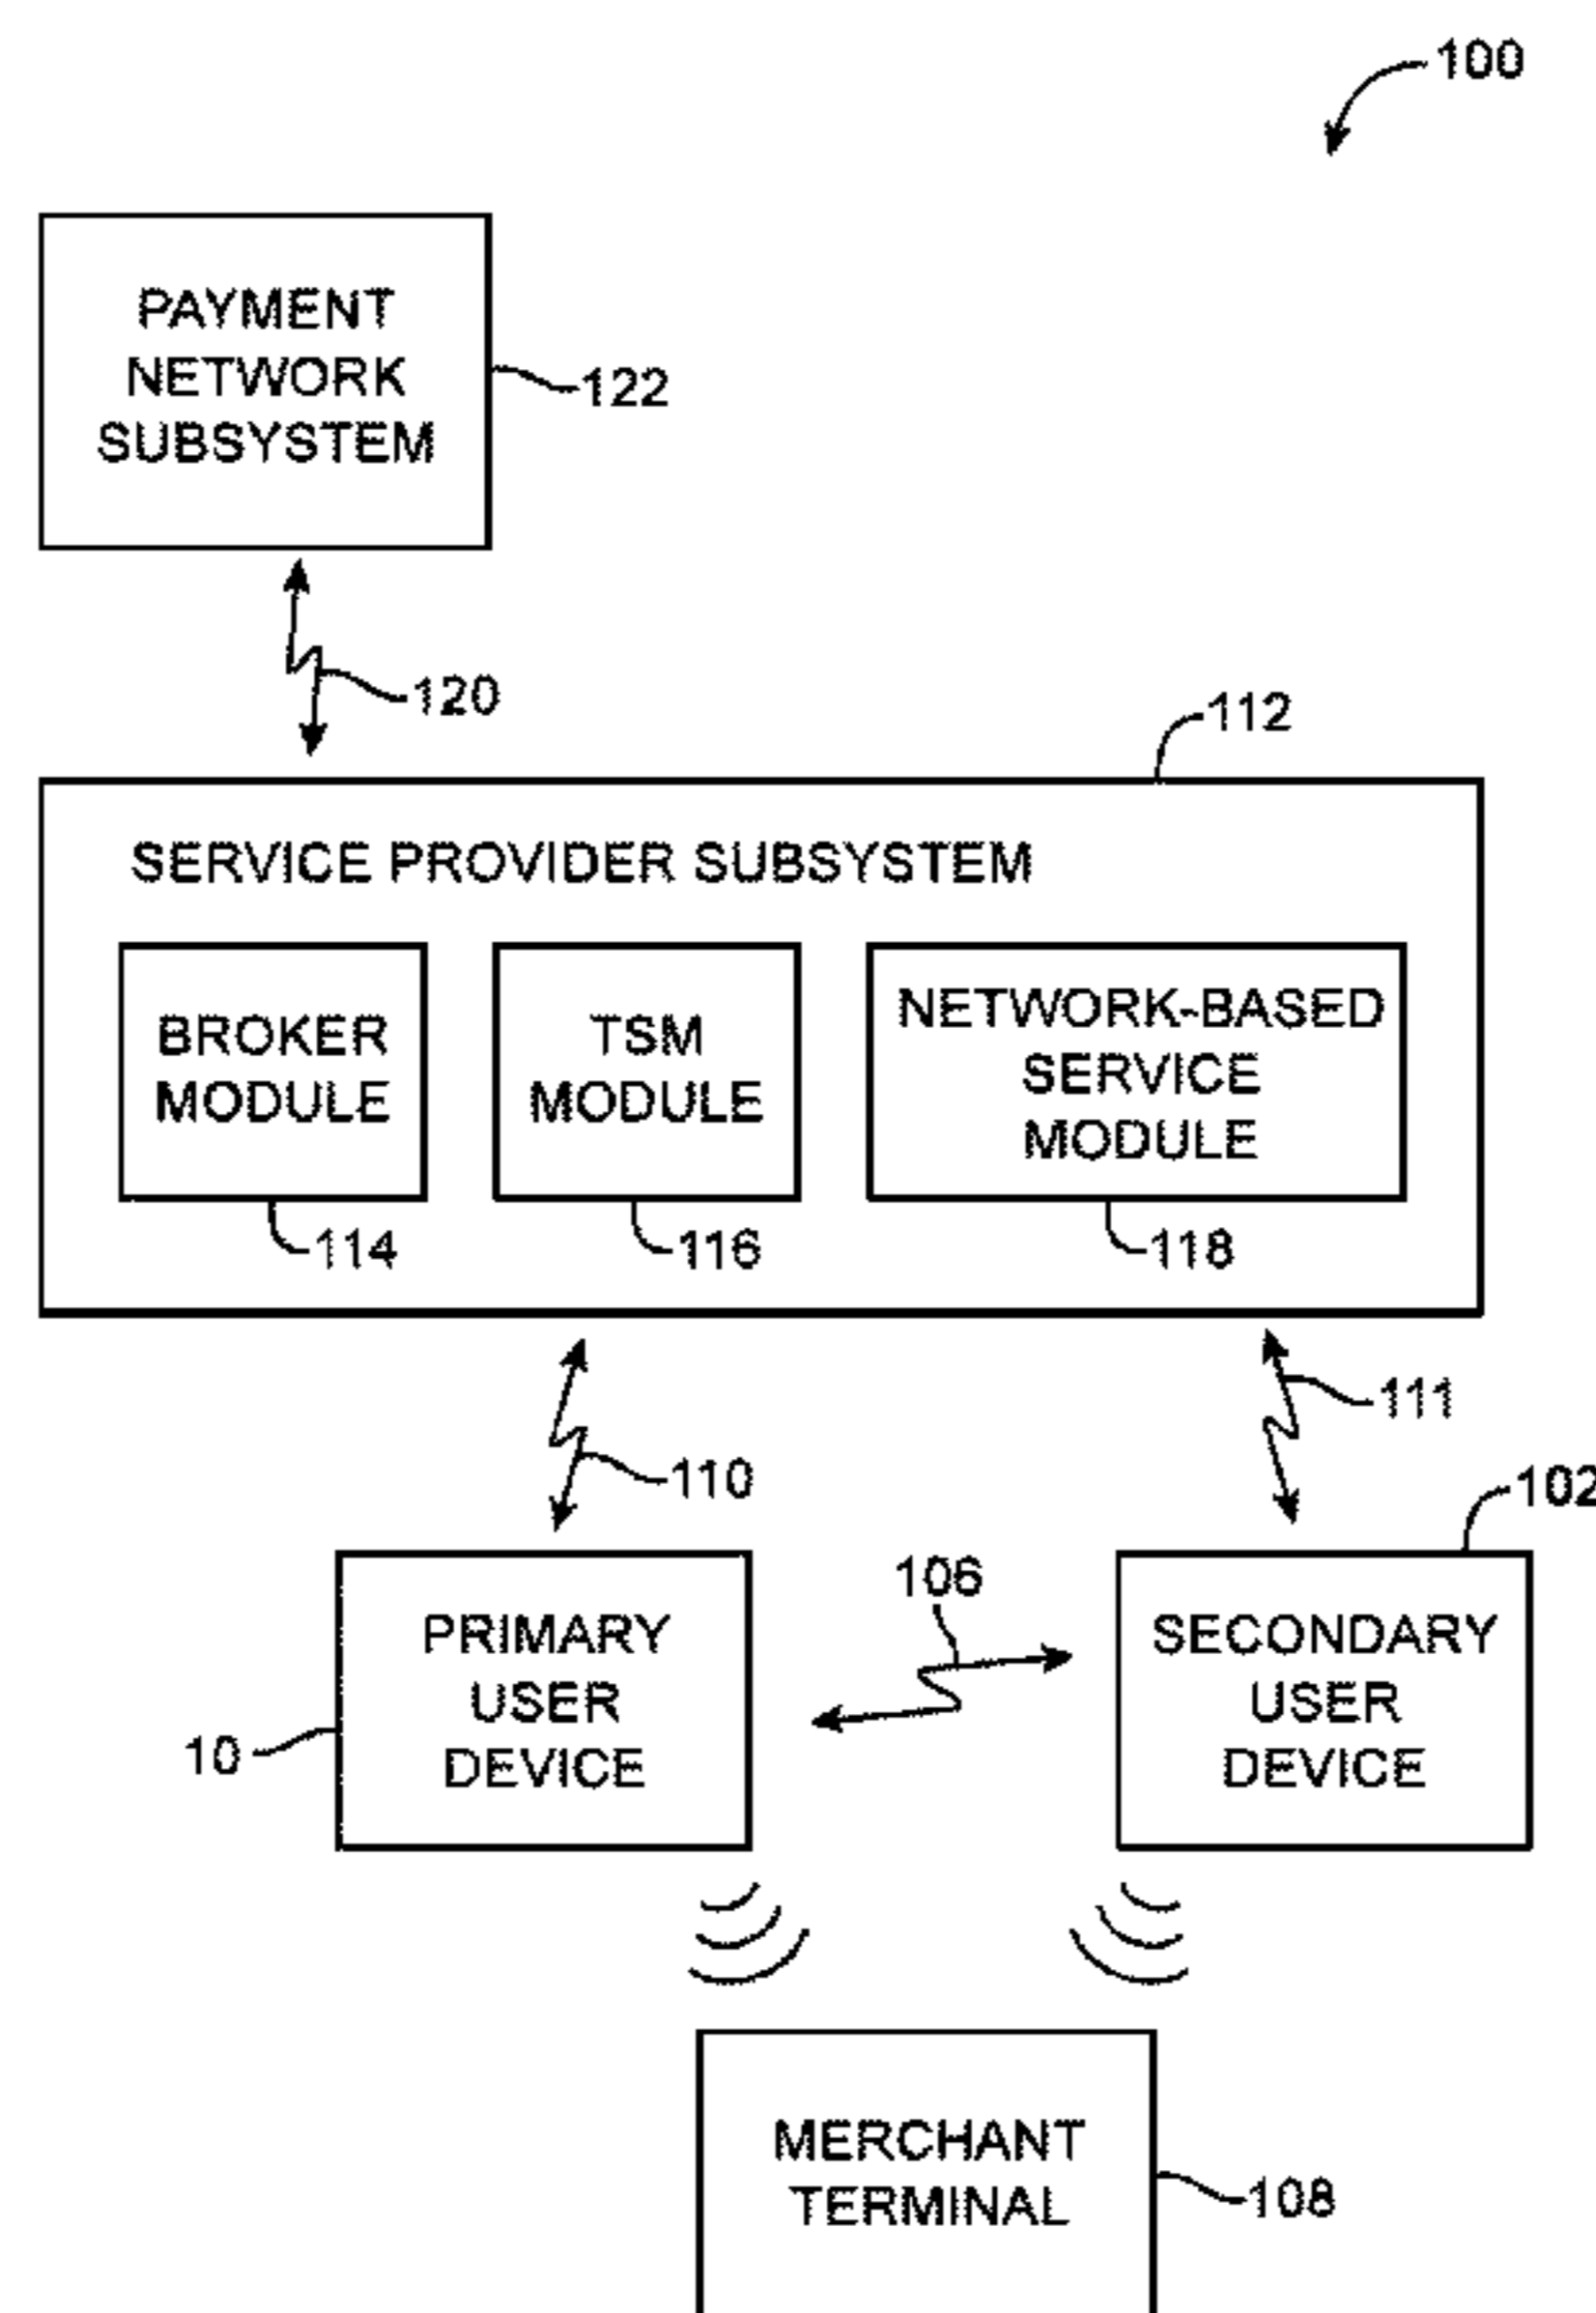 100
PAYMENT
NETWORK
SUBSYSTEM
122
120
112
SERVICE PROVIDER SUBSYSTEM
BROKER
MODULE
114
TSM
MODULE
116
NETWORK-BASED
SERVICE
MODULE
118
110
111
102
PRIMARY
USER
DEVICE
10
106
SECONDARY
USER
DEVICE
MERCHANT
TERMINAL
108